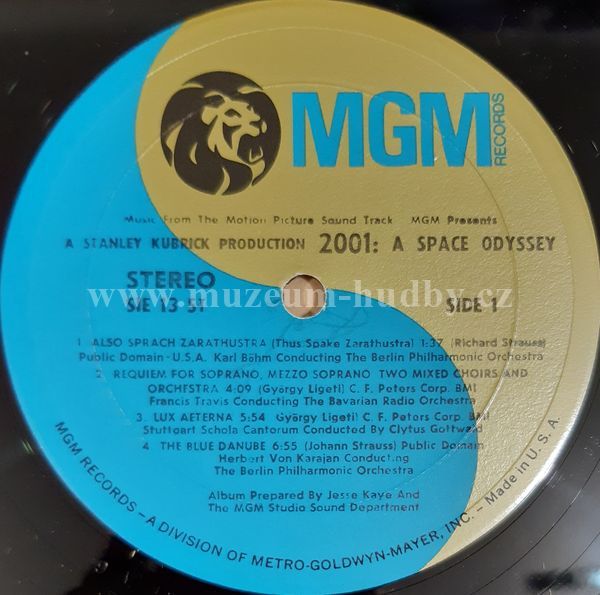 MGM
RECORDS
Music From The Motion Picture Sound Track MGM Presents
A STANLEY KUBRICK PRODUCTION 2001: A SPACE ODYSSEY
STEREO
www.muzeum-hudby.cz
SIE 13-ST SIDE 1
1 ALSO SPRACH ZARATHUSTRA (Thus Spake Zarathustra) 1:37 (Richard Strauss)
Public Domain - U.S.A. Karl Böhm Conducting The Berlin Philharmonic Orchestra
2. REQUIEM FOR SOPRANO, MEZZO SOPRANO TWO MIXED CHOIRS AND
ORCHESTRA 4:09 (György Ligeti) C. F. Peters Corp. BMI
Francis Travis Conducting The Bavarian Radio Orchestra
3. LUX AETERNA 5:54 György Ligeti) C. F. Peters Corp. BMI
Stuttgart Schola Cantorum Conducted By Clytus Gottwald
4 THE BLUE DANUBE 6:55 (Johann Strauss) Public Domain
Herbert Von Karajan Conducting
The Berlin Philharmonic Orchestra
Album Prepared By Jesse Kaye And
The MGM Studio Sound Department
MGM RECORDS – A DIVISION OF METRO-GOLDWYN-MAYER, INC. – Made in U. S. A.